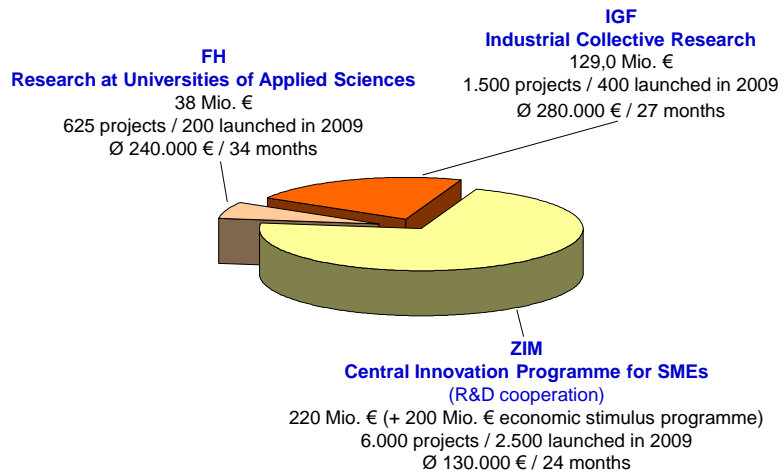 IGF
Industrial Collective Research
129,0 Mio. €
1.500 projects / 400 launched in 2009
Ø 280.000 € / 27 months
FH
Research at Universities of Applied Sciences
38 Mio. €
625 projects / 200 launched in 2009
Ø 240.000 € / 34 months
ZIM
Central Innovation Programme for SMEs
(R&D cooperation)
220 Mio. € (+ 200 Mio. € economic stimulus programme)
6.000 projects / 2.500 launched in 2009
Ø 130.000 € / 24 months